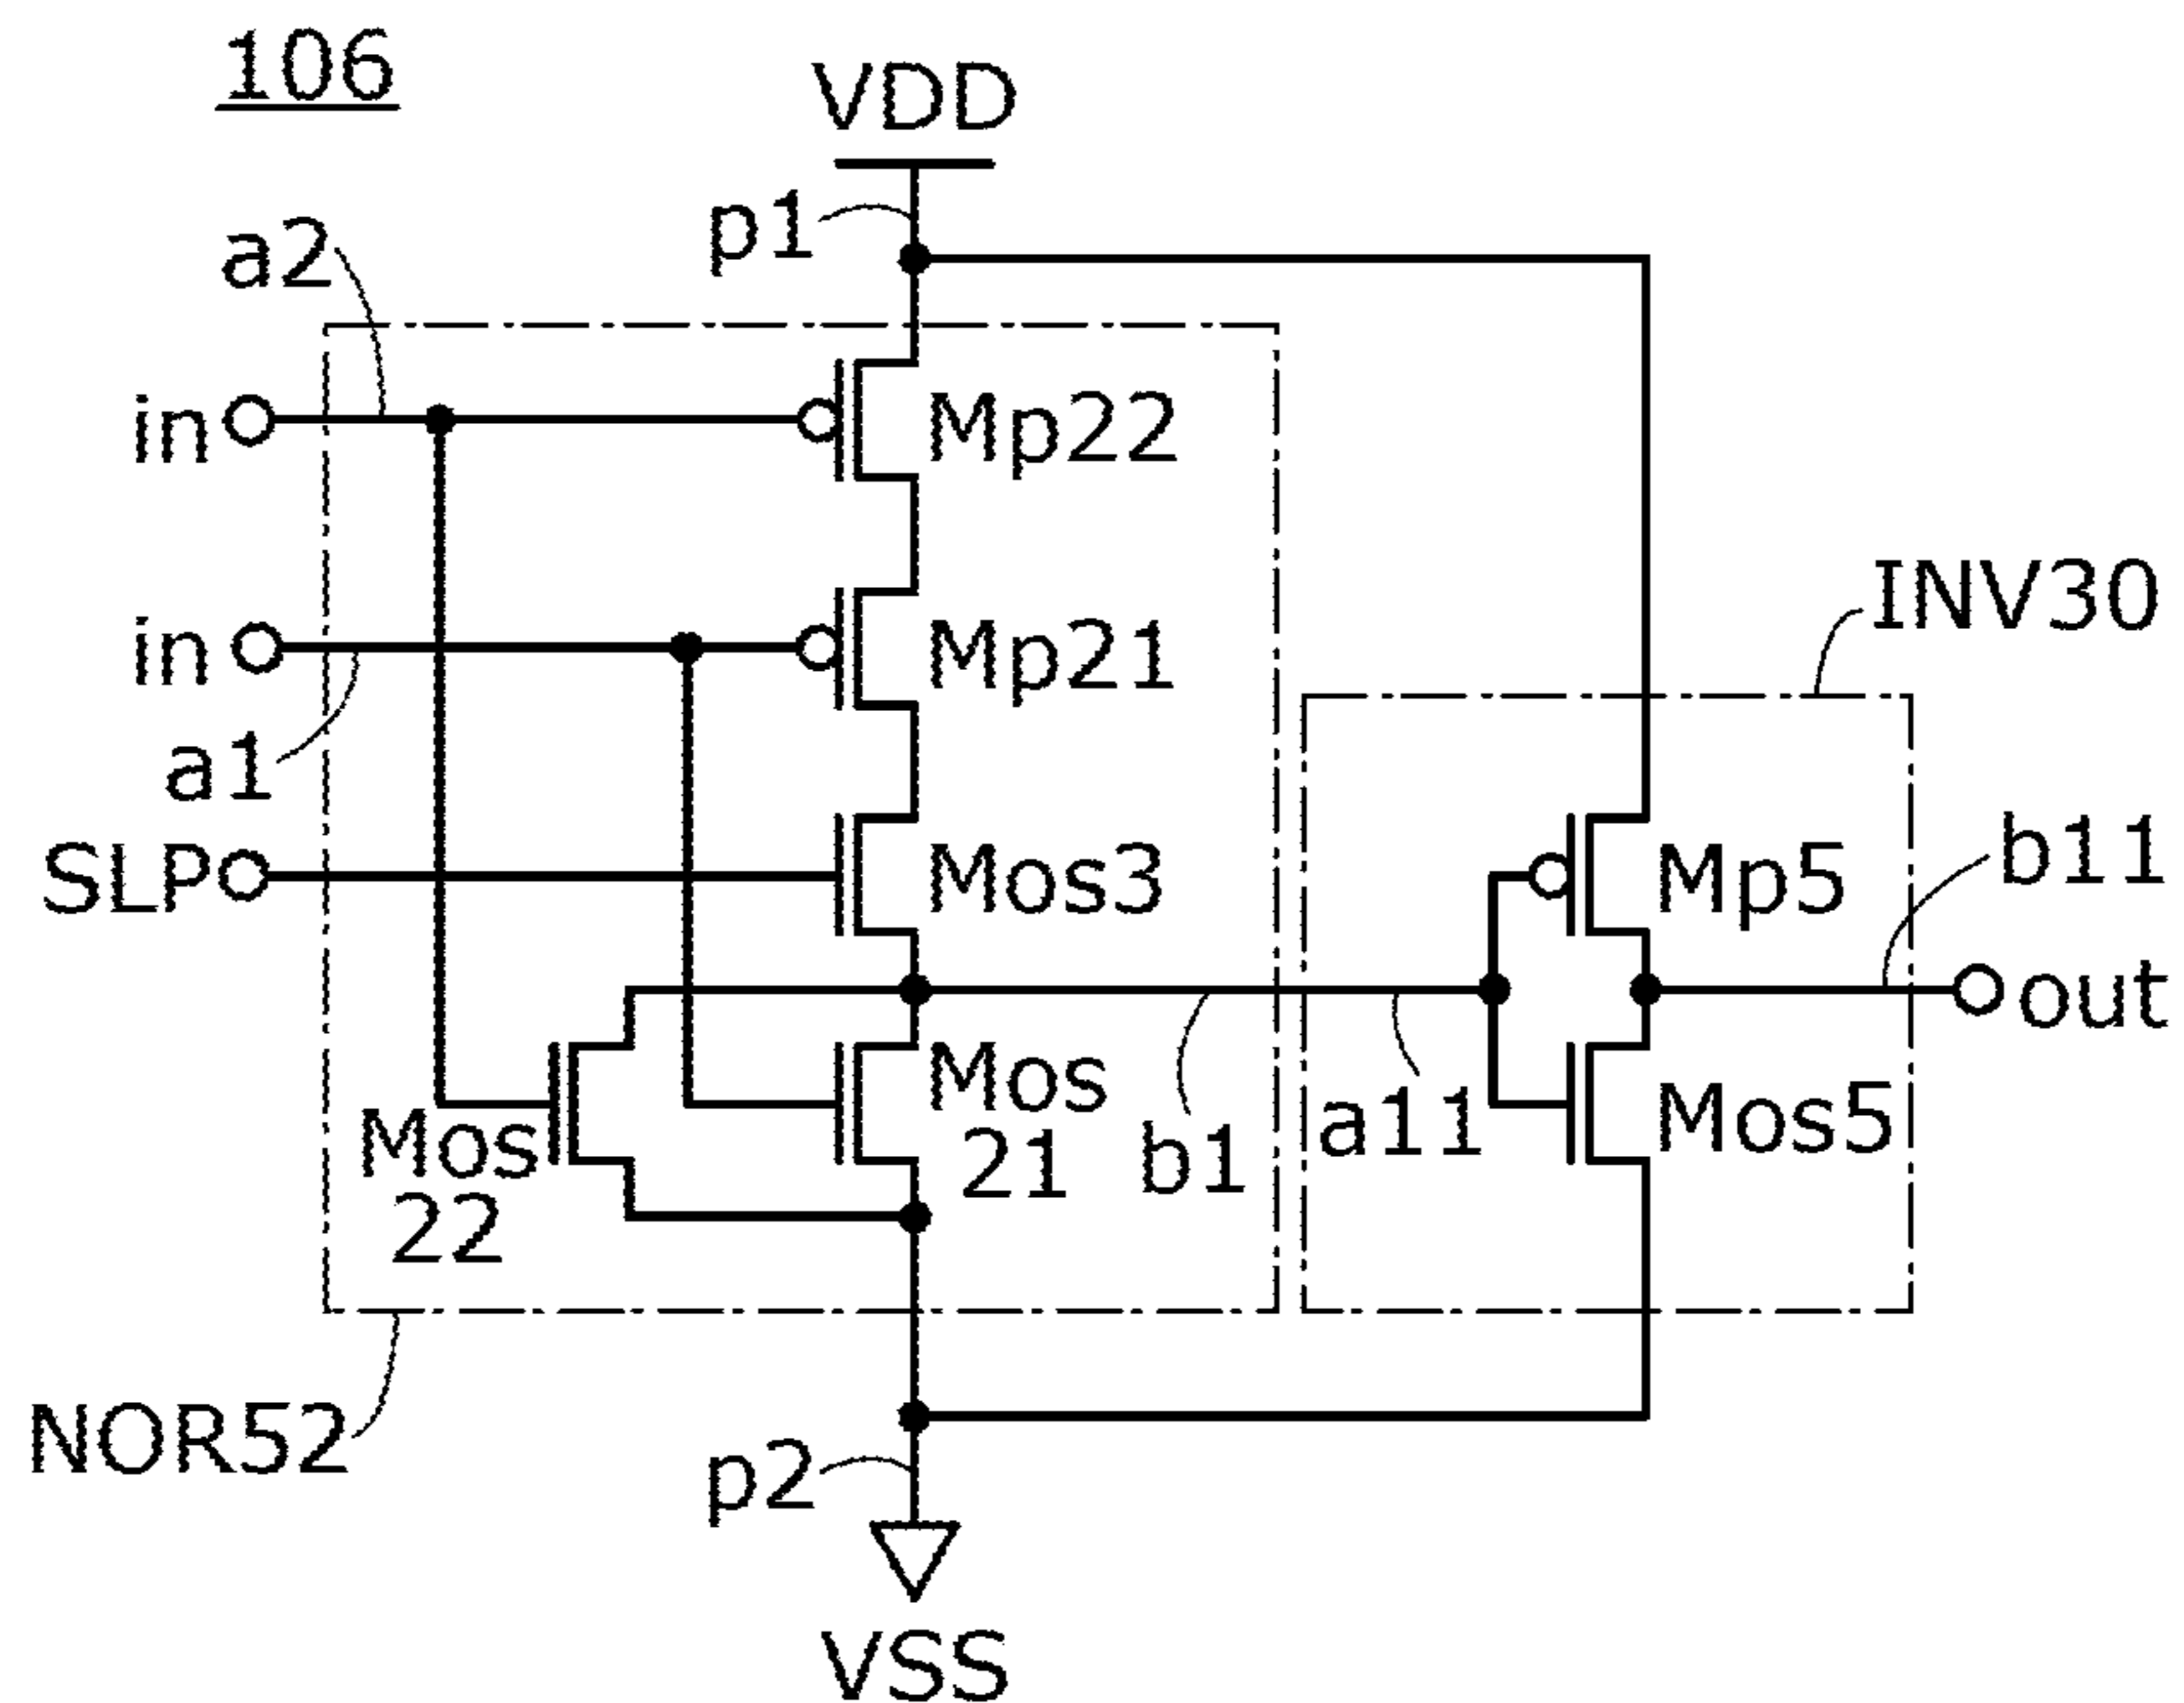 106
VDD
p1
a2
in
Mp22
INV30
in
Mp21
a1
b11
SLP
Mos3
Mp5
out
Mos
21
Mos
22
b1
a11
Mos5
NOR52
p2
VSS